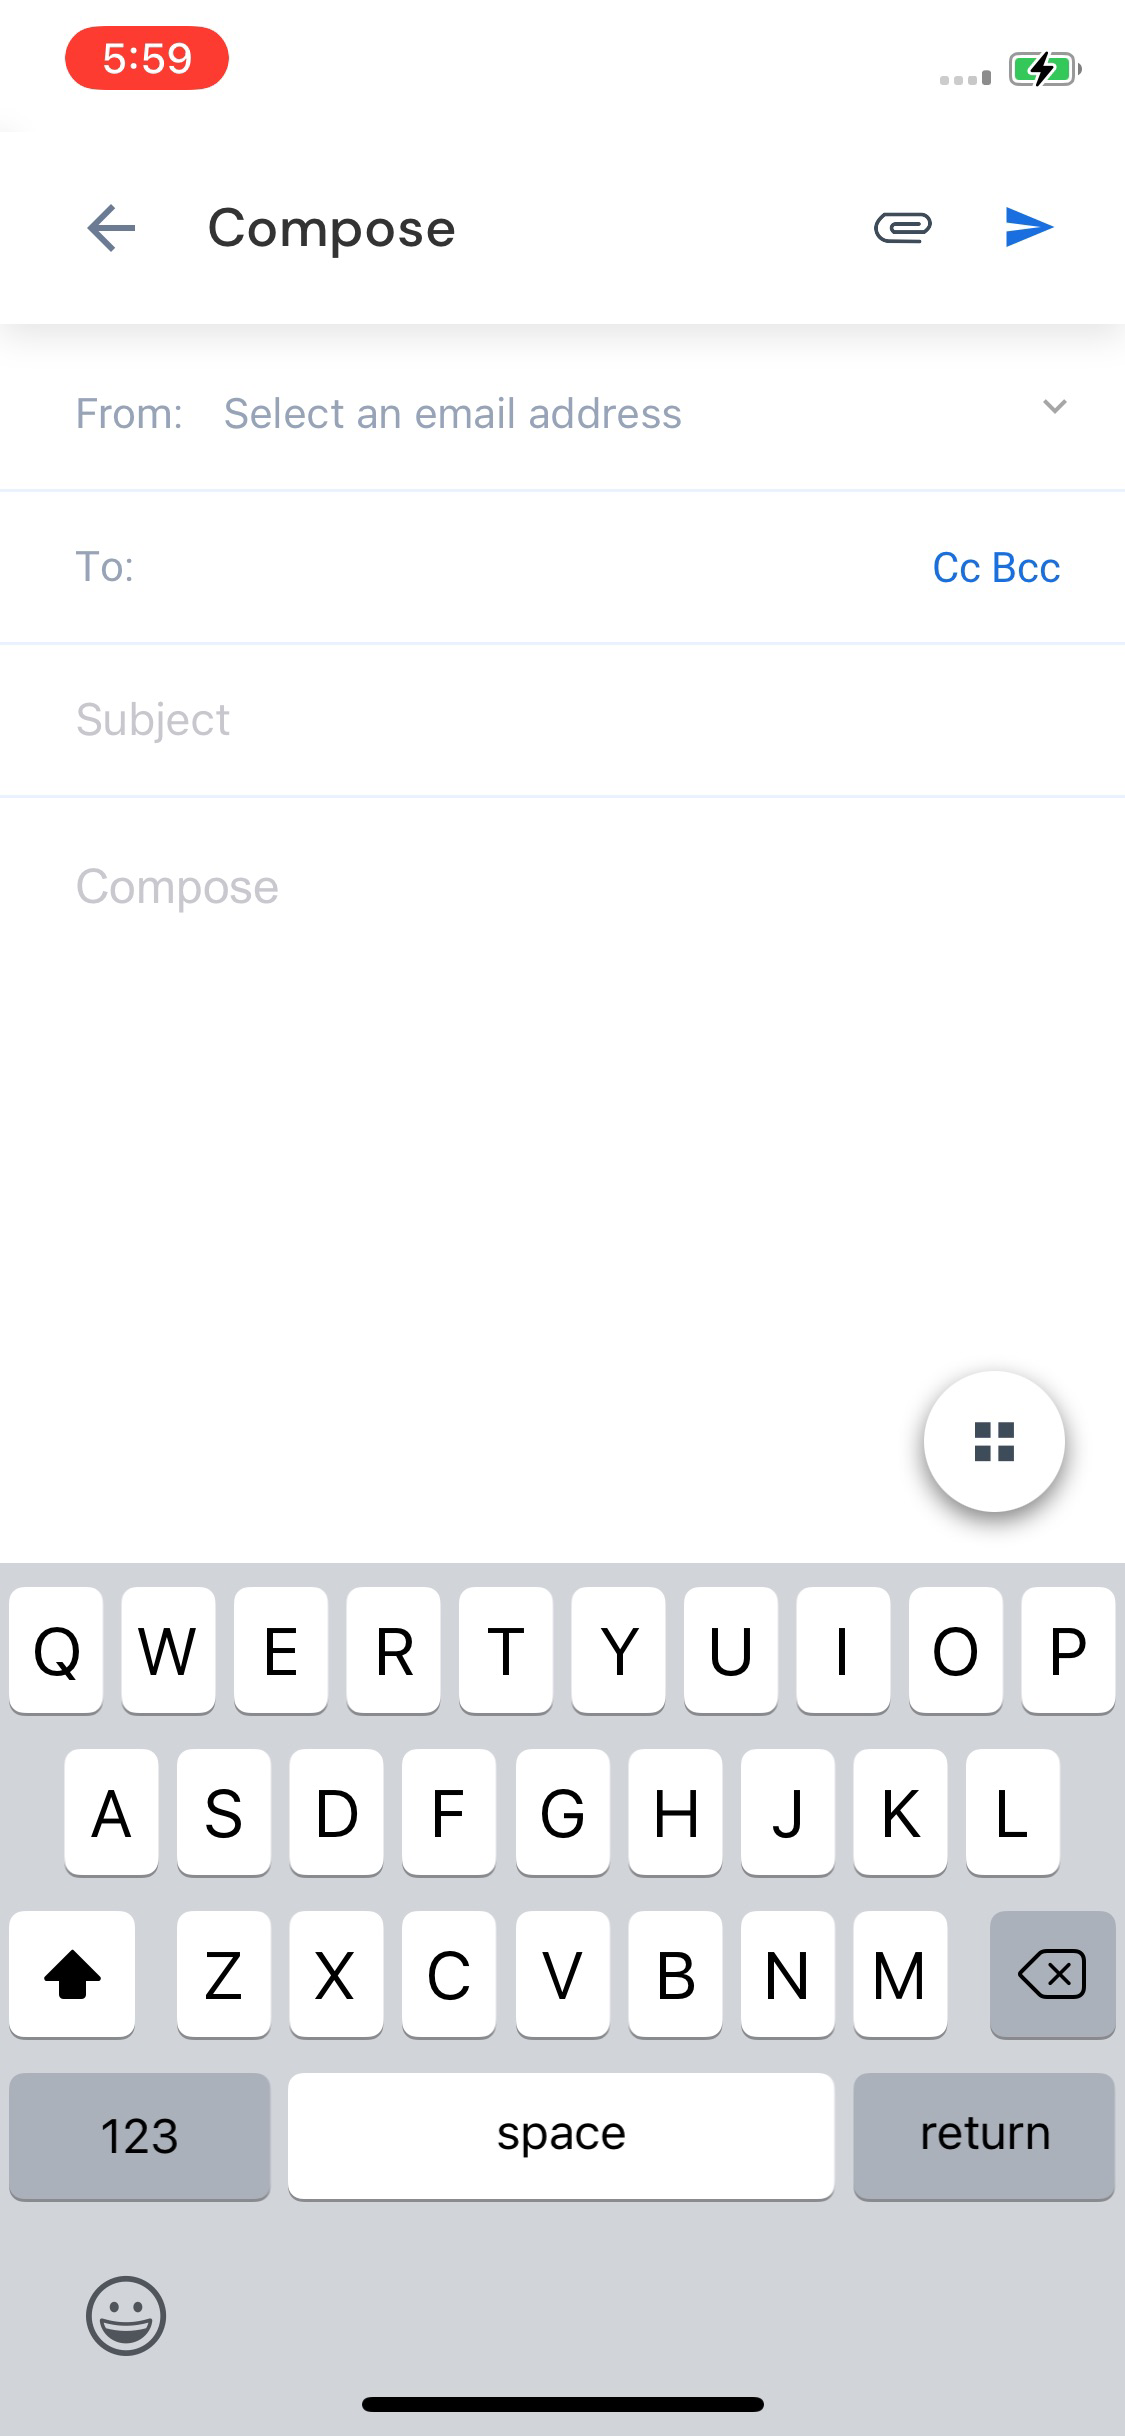 5:59
Compose
From: Select an email address
To: Cc Bcc
Subject
Compose
Q W E R T Y U I O P
A S D F G H J K L
Z X C V B N M
123 space return